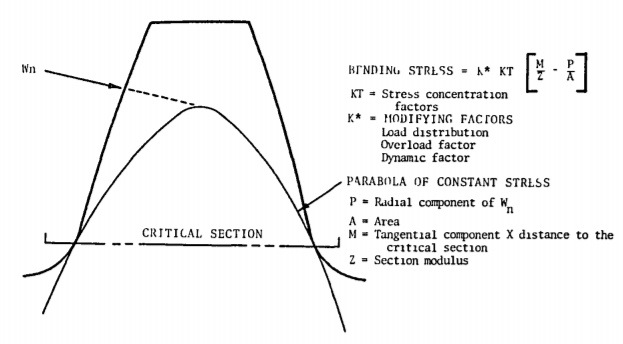 Wn
BENDING STRESS = K* KT [M/Z - P/A]
KT = Stress concentration
factors
K* = MODIFYING FACTORS
Load distribution
Overload factor
Dynamic factor
PARABOLA OF CONSTANT STRESS
P = Radial component of Wn
A = Area
M = Tangential component X distance to the
critical section
Z = Section modulus
CRITICAL SECTION